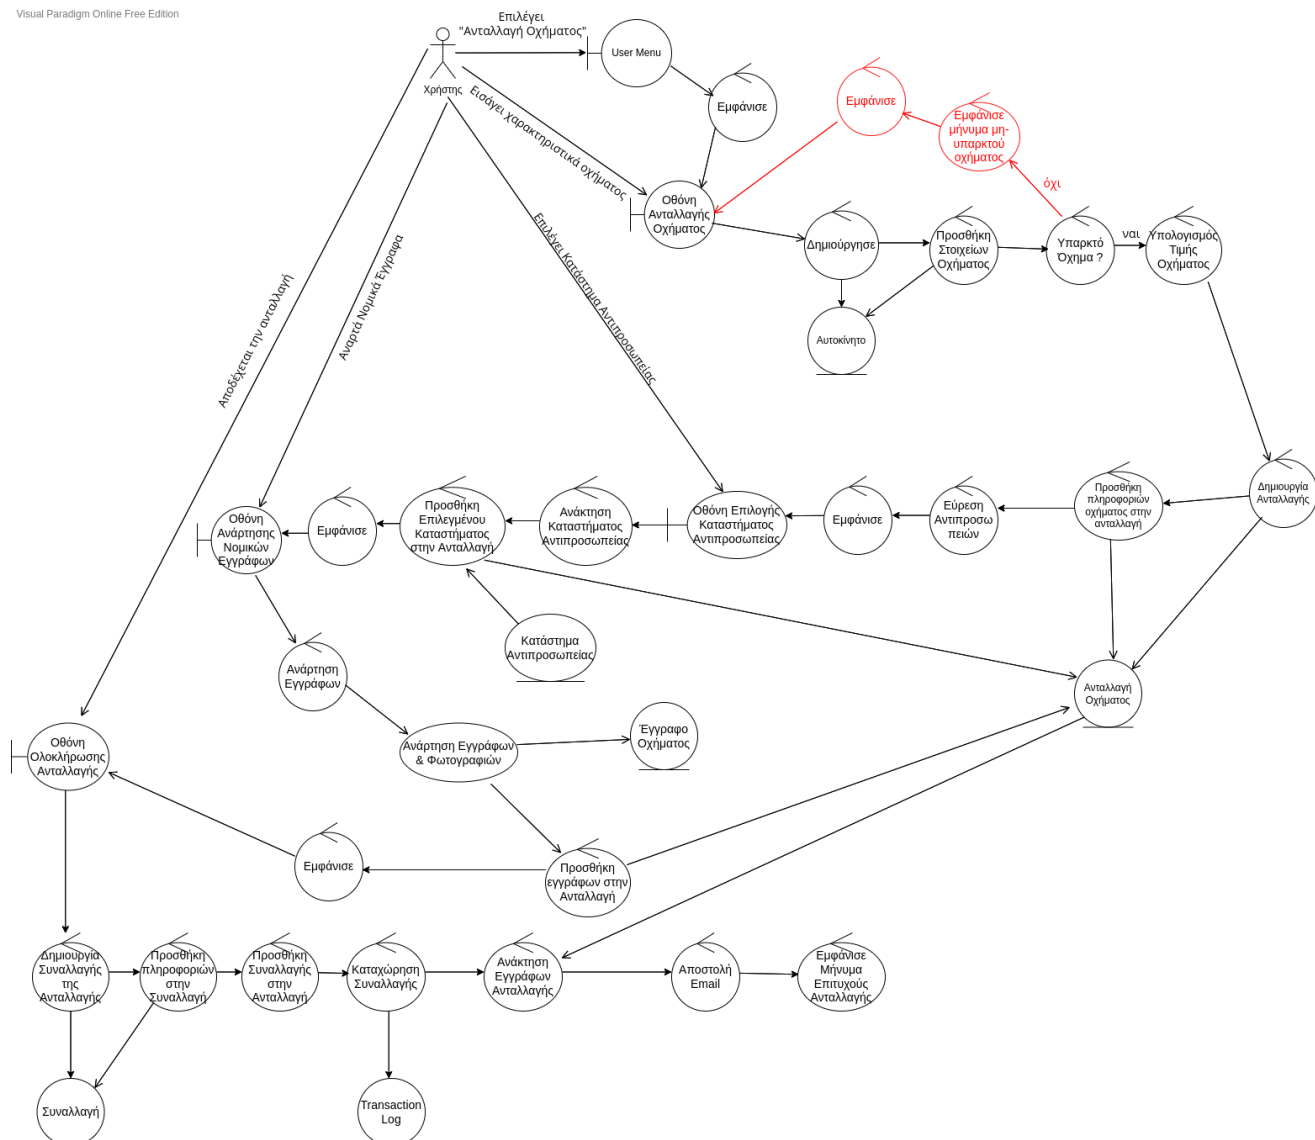 Visual Paradigm Online Free Edition
Επιλέγει
"Ανταλλαγή Οχήματος"
User Menu
Χρήστης
Εμφάνισε
Εμφάνισε
Εμφάνισε
μήνυμα μη-
υπαρκτού
οχήματος
Εισάγει χαρακτηριστικά οχήματος
όχι
Οθόνη
Ανταλλαγής
Οχήματος
Δημιούργησε
Προσθήκη
Στοιχείων
Οχήματος
Υπαρκτό
Όχημα ?
ναι
Υπολογισμός
Τιμής
Οχήματος
Επιλέγει Κατάστημα Αντιπροσωπείας
Αναρτά Νομικά Έγγραφα
Αποδέχεται την ανταλλαγή
Αυτοκίνητο
Οθόνη
Ανάρτησης
Νομικών
Εγγράφων
Εμφάνισε
Προσθήκη
Επιλεγμένου
Καταστήματος
στην Ανταλλαγή
Ανάκτηση
Καταστήματος
Αντιπροσωπείας
Οθόνη Επιλογής
Καταστήματος
Αντιπροσωπείας
Εμφάνισε
Εύρεση
Αντιπροσω
πειών
Προσθήκη
πληροφοριών
οχήματος στην
ανταλλαγή
Δημιουργία
Ανταλλαγής
Κατάστημα
Αντιπροσωπείας
Ανάρτηση
Εγγράφων
Ανταλλαγή
Οχήματος
Οθόνη
Ολοκλήρωσης
Ανταλλαγής
Ανάρτηση Εγγράφων
& Φωτογραφιών
Έγγραφο
Οχήματος
Εμφάνισε
Προσθήκη
εγγράφων στην
Ανταλλαγή
Δημιουργία
Συναλλαγής
της
Ανταλλαγής
Προσθήκη
πληροφοριών
στην
Συναλλαγή
Προσθήκη
Συναλλαγής
στην
Ανταλλαγή
Καταχώρηση
Συναλλαγής
Ανάκτηση
Εγγράφων
Ανταλλαγής
Αποστολή
Email
Εμφάνισε
Μήνυμα
Επιτυχούς
Ανταλλαγής
Συναλλαγή
Transaction
Log